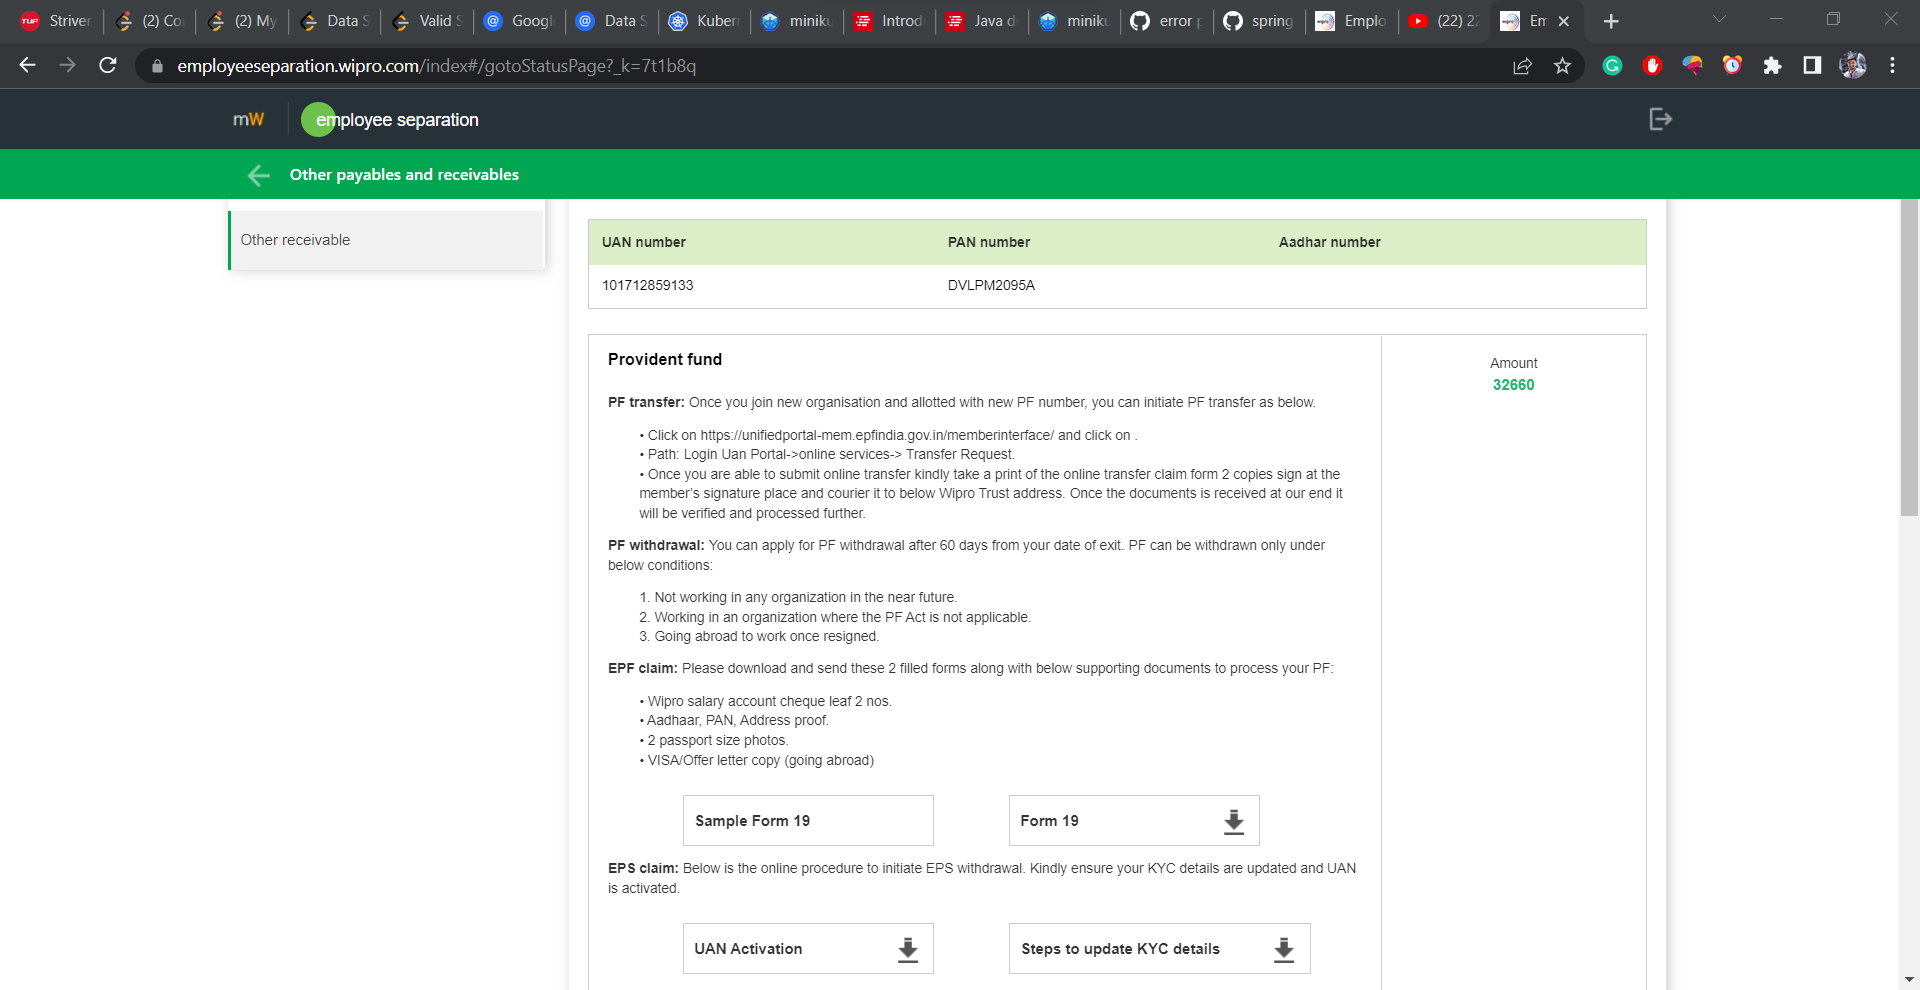 Striver (2) Co (2) My Data S Valid S Googl Data S Kuber miniku Introd Java d miniku error p spring Emplo (22) 22 Em
employeeseparation.wipro.com/index#/gotoStatusPage?_k=7t1b8q
mW employee separation
Other payables and receivables
Other receivable
UAN number PAN number Aadhar number
101712859133 DVLPM2095A
Provident fund
Amount
32660
PF transfer: Once you join new organisation and allotted with new PF number, you can initiate PF transfer as below.
• Click on https://unifiedportal-mem.epfindia.gov.in/memberinterface/ and click on .
• Path: Login Uan Portal->online services-> Transfer Request.
• Once you are able to submit online transfer kindly take a print of the online transfer claim form 2 copies sign at the
member's signature place and courier it to below Wipro Trust address. Once the documents is received at our end it
will be verified and processed further.
PF withdrawal: You can apply for PF withdrawal after 60 days from your date of exit. PF can be withdrawn only under
below conditions:
1. Not working in any organization in the near future.
2. Working in an organization where the PF Act is not applicable.
3. Going abroad to work once resigned.
EPF claim: Please download and send these 2 filled forms along with below supporting documents to process your PF:
• Wipro salary account cheque leaf 2 nos.
• Aadhaar, PAN, Address proof.
• 2 passport size photos.
• VISA/Offer letter copy (going abroad)
Sample Form 19 Form 19
EPS claim: Below is the online procedure to initiate EPS withdrawal. Kindly ensure your KYC details are updated and UAN
is activated.
UAN Activation Steps to update KYC details